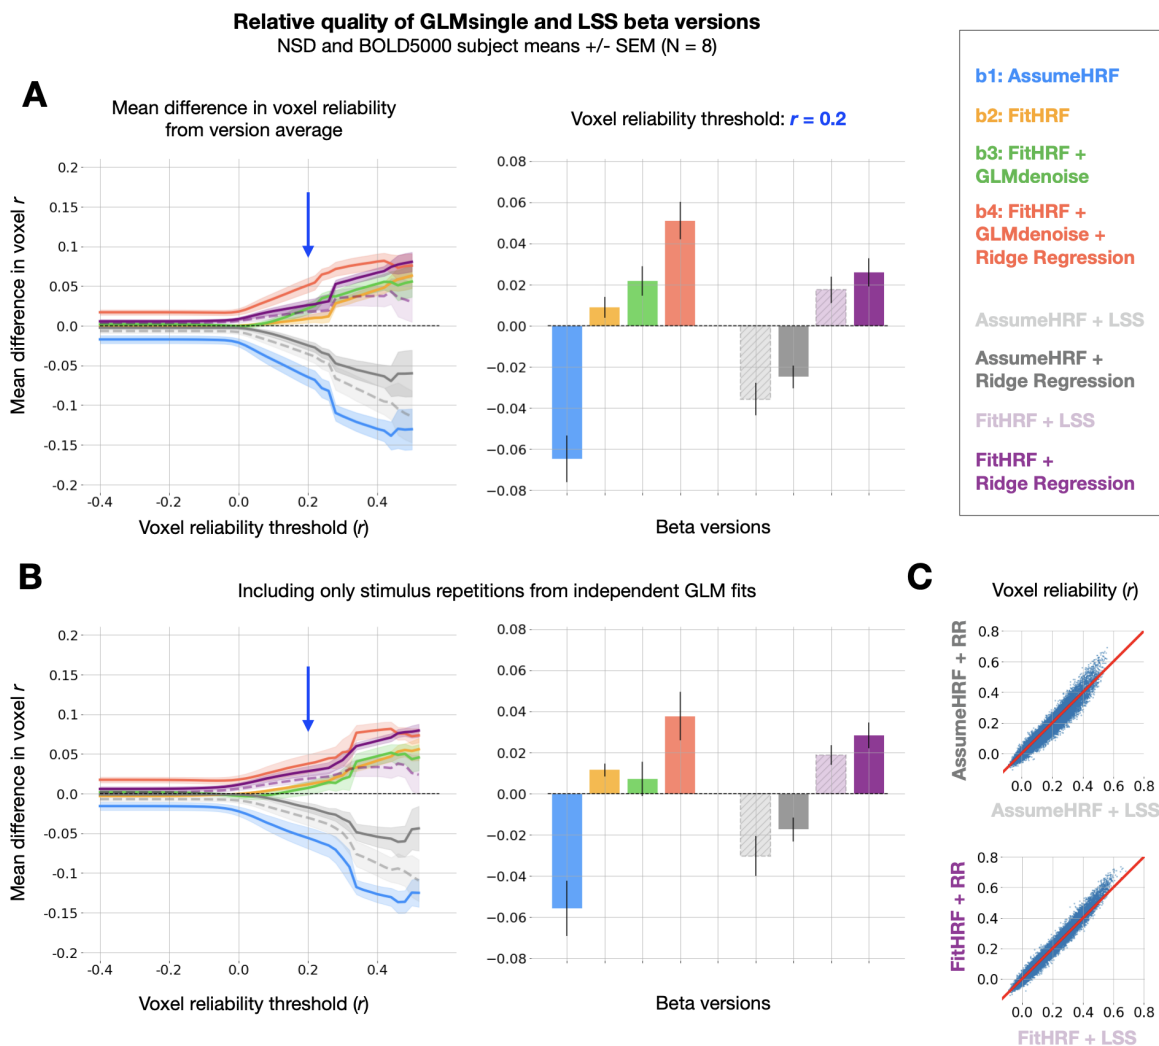 Relative quality of GLMsingle and LSS beta versions
NSD and BOLD5000 subject means +/- SEM (N = 8)
A
Mean difference in voxel reliability
from version average
Voxel reliability threshold: r = 0.2
Mean difference in voxel r
0.2
0.15
0.1
0.05
0.0
-0.05
-0.1
-0.15
-0.2
-0.4
-0.2
0.0
0.2
0.4
Voxel reliability threshold (r)
0.08
0.06
0.04
0.02
0.00
−0.02
−0.04
−0.06
−0.08
Beta versions
b1: AssumeHRF
b2: FitHRF
b3: FitHRF +
GLMdenoise
b4: FitHRF +
GLMdenoise +
Ridge Regression
AssumeHRF + LSS
AssumeHRF +
Ridge Regression
FitHRF + LSS
FitHRF +
Ridge Regression
B
Including only stimulus repetitions from independent GLM fits
Mean difference in voxel r
0.2
0.15
0.1
0.05
0.0
-0.05
-0.1
-0.15
-0.2
-0.4
-0.2
0.0
0.2
0.4
Voxel reliability threshold (r)
0.08
0.06
0.04
0.02
0.00
−0.02
−0.04
−0.06
−0.08
Beta versions
C
Voxel reliability (r)
AssumeHRF + RR
0.8
0.6
0.4
0.2
0.0
0.0
0.2
0.4
0.6
0.8
AssumeHRF + LSS
FitHRF + RR
0.8
0.6
0.4
0.2
0.0
0.0
0.2
0.4
0.6
0.8
FitHRF + LSS